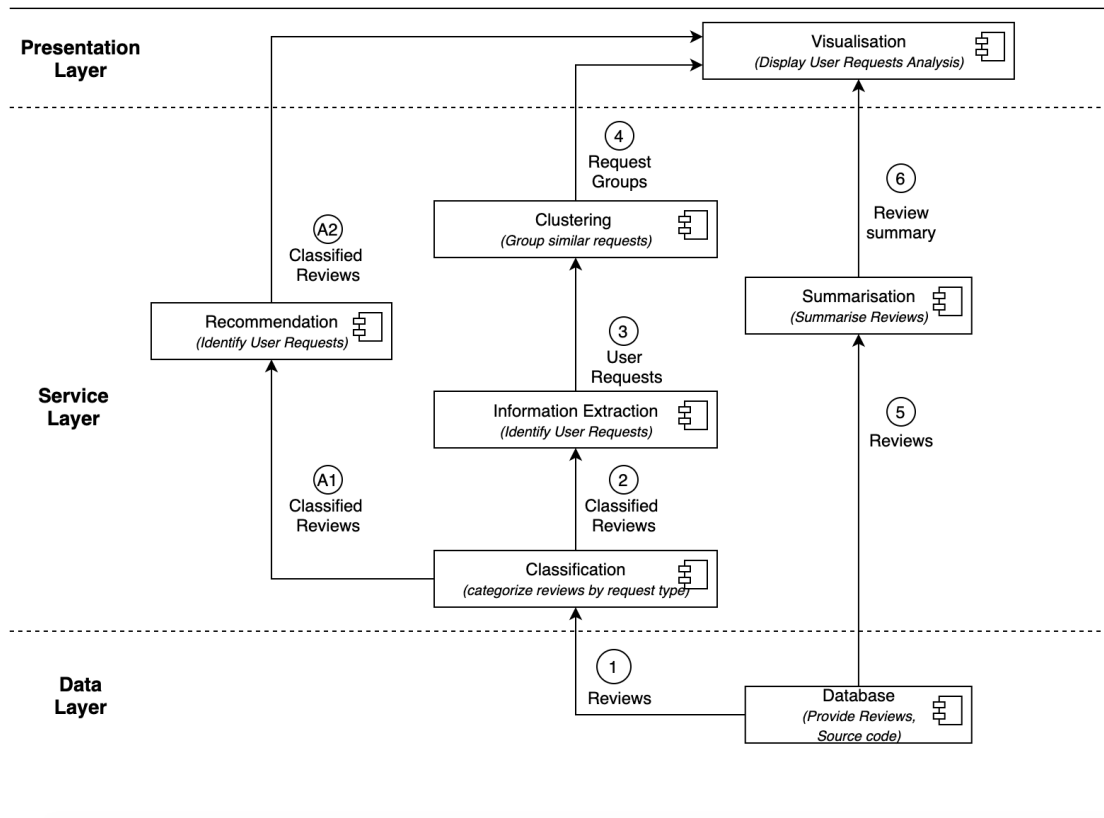 Presentation
Layer
Visualisation
(Display User Requests Analysis)
4
Request
Groups
6
Review
summary
Clustering
(Group similar requests)
A2
Classified
Reviews
Summarisation
(Summarise Reviews)
Recommendation
(Identify User Requests)
3
User
Requests
Service
Layer
Information Extraction
(Identify User Requests)
5
Reviews
A1
Classified
Reviews
2
Classified
Reviews
Classification
(categorize reviews by request type)
Data
Layer
1
Reviews
Database
(Provide Reviews,
Source code)